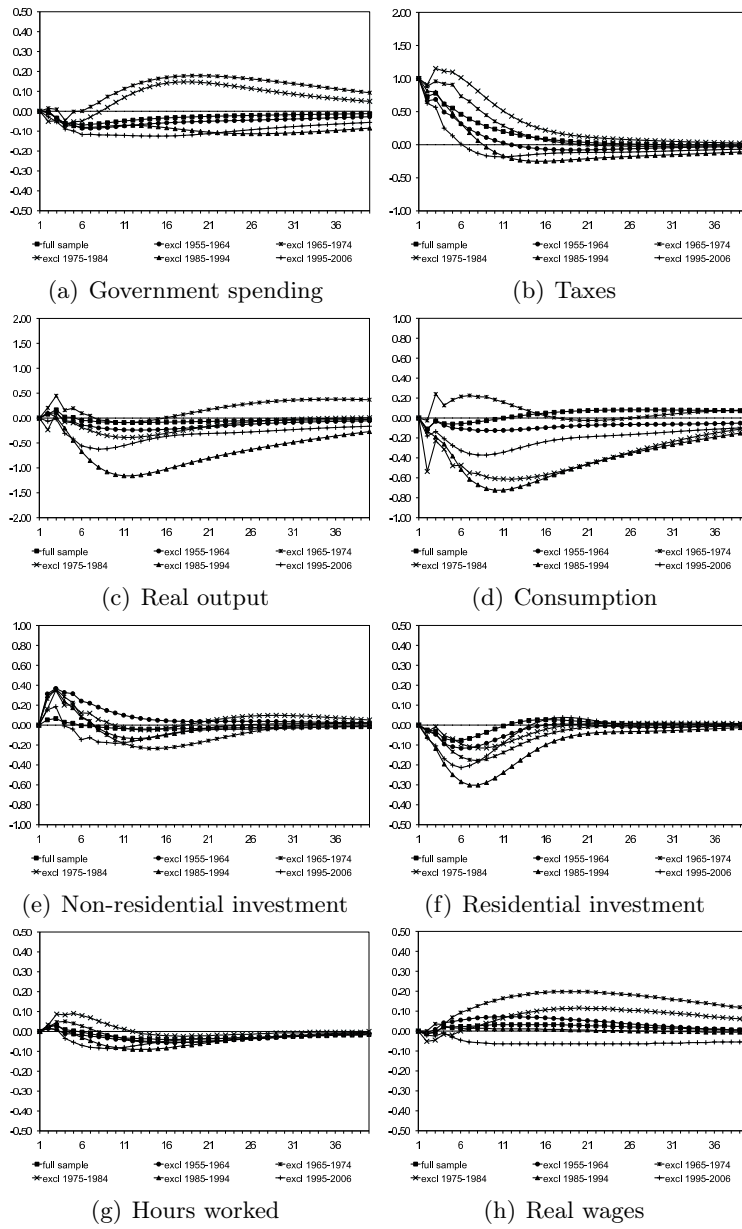 0.50
0.40
0.30
0.20
0.10
0.00
-0.10
-0.20
-0.30
-0.40
-0.50
1 6 11 16 21 26 31 36
full sample excl 1955-1964 excl 1965-1974
excl 1975-1984 excl 1985-1994 excl 1995-2006
(a) Government spending
2.00
1.50
1.00
0.50
0.00
-0.50
-1.00
1 6 11 16 21 26 31 36
full sample excl 1955-1964 excl 1965-1974
excl 1975-1984 excl 1985-1994 excl 1995-2006
(b) Taxes
2.00
1.50
1.00
0.50
0.00
-0.50
-1.00
-1.50
-2.00
1 6 11 16 21 26 31 36
full sample excl 1955-1964 excl 1965-1974
excl 1975-1984 excl 1985-1994 excl 1995-2006
(c) Real output
1.00
0.80
0.60
0.40
0.20
0.00
-0.20
-0.40
-0.60
-0.80
-1.00
1 6 11 16 21 26 31 36
full sample excl 1955-1964 excl 1965-1974
excl 1975-1984 excl 1985-1994 excl 1995-2006
(d) Consumption
1.00
0.80
0.60
0.40
0.20
0.00
-0.20
-0.40
-0.60
-0.80
-1.00
1 6 11 16 21 26 31 36
full sample excl 1955-1964 excl 1965-1974
excl 1975-1984 excl 1985-1994 excl 1995-2006
(e) Non-residential investment
0.50
0.40
0.30
0.20
0.10
0.00
-0.10
-0.20
-0.30
-0.40
-0.50
1 6 11 16 21 26 31 36
full sample excl 1955-1964 excl 1965-1974
excl 1975-1984 excl 1985-1994 excl 1995-2006
(f) Residential investment
0.50
0.40
0.30
0.20
0.10
0.00
-0.10
-0.20
-0.30
-0.40
-0.50
1 6 11 16 21 26 31 36
full sample excl 1955-1964 excl 1965-1974
excl 1975-1984 excl 1985-1994 excl 1995-2006
(g) Hours worked
0.50
0.40
0.30
0.20
0.10
0.00
-0.10
-0.20
-0.30
-0.40
-0.50
1 6 11 16 21 26 31 36
full sample excl 1955-1964 excl 1965-1974
excl 1975-1984 excl 1985-1994 excl 1995-2006
(h) Real wages